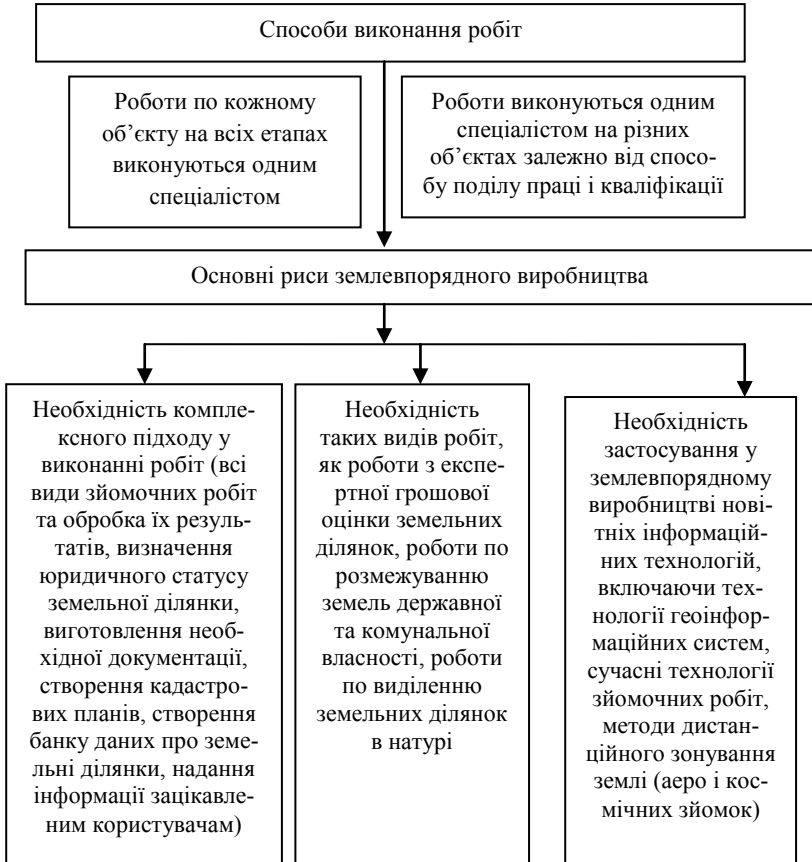 Способи виконання робіт
Роботи по кожному
об’єкту на всіх етапах
виконуються одним
спеціалістом
Роботи виконуються одним
спеціалістом на різних
об’єктах залежно від спосо-
бу поділу праці і кваліфікації
Основні риси землевпорядного виробництва
Необхідність компле-
ксного підходу у
виконанні робіт (всі
види зйомочних робіт
та обробка їх резуль-
татів, визначення
юридичного статусу
земельної ділянки,
виготовлення необ-
хідної документації,
створення кадастро-
вих планів, створення
банку даних про земе-
льні ділянки, надання
інформації зацікавле-
ним користувачам)
Необхідність
таких видів робіт,
як роботи з експе-
ртної грошової
оцінки земельних
ділянок, роботи по
розмежуванню
земель державної
та комунальної
власності, роботи
по виділенню
земельних ділянок
в натурі
Необхідність
застосування у
землевпорядному
виробництві нові-
тніх інформацій-
них технологій,
включаючи тех-
нології геоінфор-
маційних систем,
сучасні технології
зйомочних робіт,
методи дистан-
ційного зонування
землі (аеро і кос-
мічних зйомок)